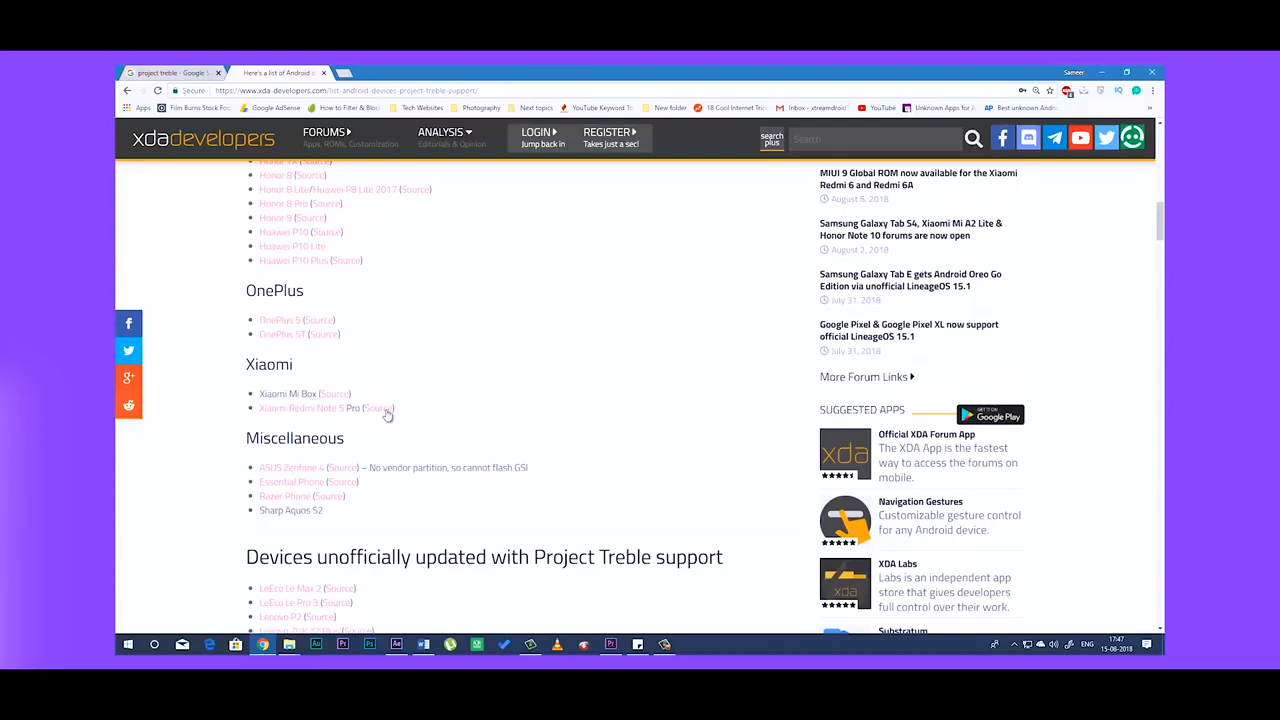 project treble - Google S
Here's a list of Android d
Sameer
Secure
https://www.xda-developers.com/list-android-devices-project-treble-support/
Apps
Film Burns Stock Foo
Google AdSense
How to Filter & Block
Tech Websites
Photography
Next topics
YouTube Keyword To
New folder
18 Cool Internet Tric
Inbox - xtreamdroid
YouTube
Unknown Apps for A
Best unknown Andro
xdadevelopers
FORUMS
Apps, ROMs, Customization
ANALYSIS
Editorials & Opinion
LOGIN
Jump back in
REGISTER
Takes just a sec!
search
plus
Search
Honor 8 (Source)
Honor 8 Lite/Huawei P8 Lite 2017 (Source)
Honor 8 Pro (Source)
Honor 9 (Source)
Huawei P10 (Source)
Huawei P10 Lite
Huawei P10 Plus (Source)
OnePlus
OnePlus 5 (Source)
OnePlus 5T (Source)
Xiaomi
Xiaomi Mi Box (Source)
Xiaomi Redmi Note 5 Pro (Source)
Miscellaneous
ASUS Zenfone 4 (Source) – No vendor partition, so cannot flash GSI
Essential Phone (Source)
Razer Phone (Source)
Sharp Aquos S2
Devices unofficially updated with Project Treble support
LeEco Le Max 2 (Source)
LeEco Le Pro 3 (Source)
Lenovo P2 (Source)
MIUI 9 Global ROM now available for the Xiaomi
Redmi 6 and Redmi 6A
August 6, 2018
Samsung Galaxy Tab S4, Xiaomi Mi A2 Lite &
Honor Note 10 forums are now open
August 2, 2018
Samsung Galaxy Tab E gets Android Oreo Go
Edition via unofficial LineageOS 15.1
July 31, 2018
Google Pixel & Google Pixel XL now support
official LineageOS 15.1
July 31, 2018
More Forum Links
SUGGESTED APPS
GET IT ON
Google Play
xda
Official XDA Forum App
The XDA App is the fastest
way to access the forums on
mobile.
Navigation Gestures
Customizable gesture control
for any Android device.
xda
XDA Labs
Labs is an independent app
store that gives developers
full control over their work.
Substratum
ENG
17:47
15-08-2018